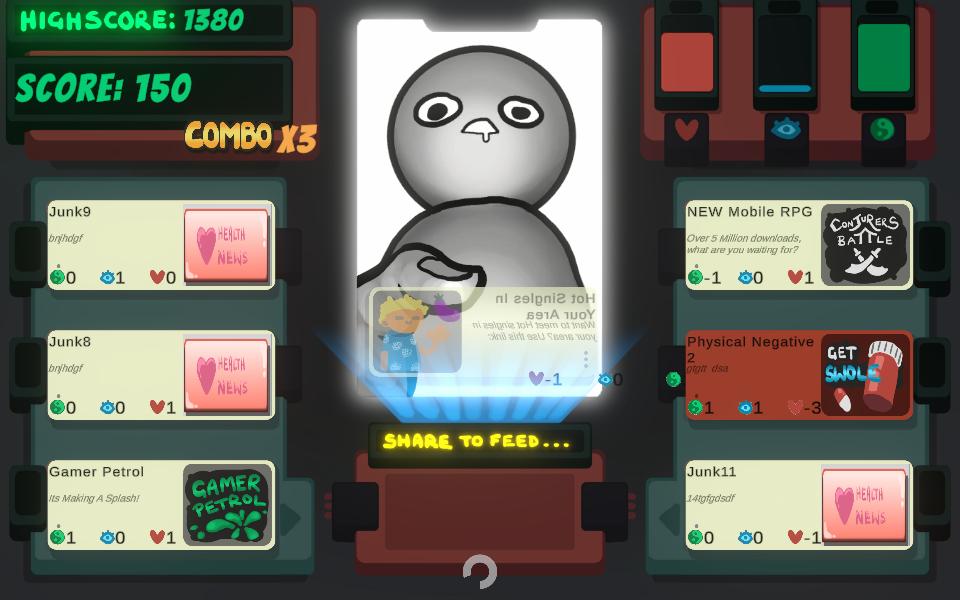 HIGHSCORE: 1380
SCORE: 150
COMBO X3
Junk9
bnjhdgf
0 1 0
HEALTH
NEWS
Junk8
bnjhdgf
0 0 1
HEALTH
NEWS
Gamer Petrol
Its Making A Splash!
1 0 1
GAMER
PETROL
Hot Singles In
Your Area
Want to meet Hot singles in
your area? Use this link:
-1 0
SHARE TO FEED...
NEW Mobile RPG
Over 5 Million downloads,
what are you waiting for?
-1 0 1
CONJURERS
BATTLE
Physical Negative
2
gtgtt dsa
1 1 -3
GET
SWOLE
Junk11
14tgfgdsdf
0 0 -1
HEALTH
NEWS